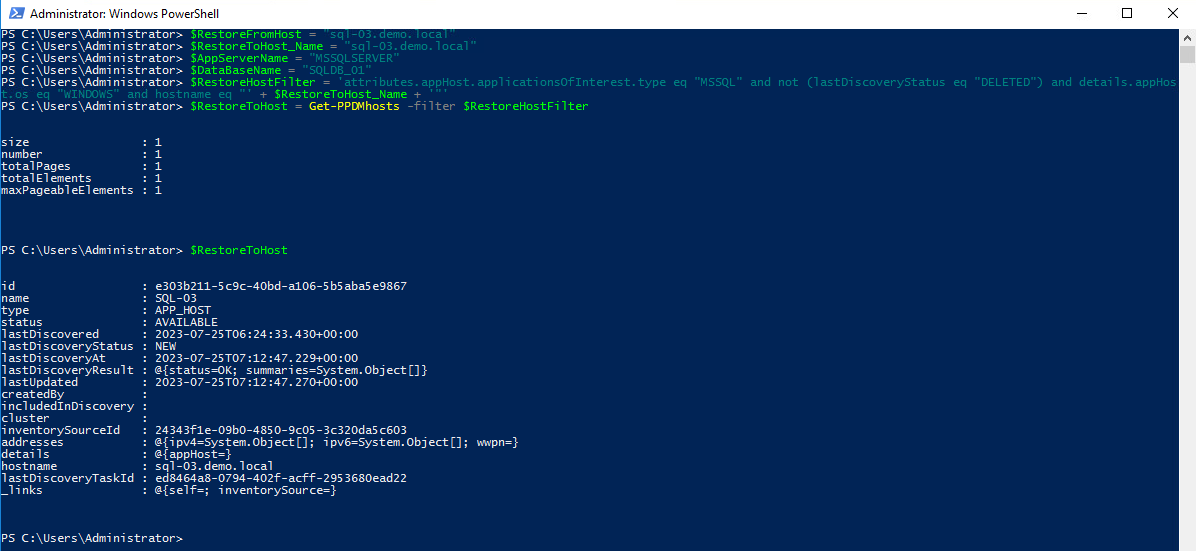 Administrator: Windows PowerShell
PS C:\Users\Administrator> $RestoreFromHost = "sql-03.demo.local"
PS C:\Users\Administrator> $RestoreToHost_Name = "sql-03.demo.local"
PS C:\Users\Administrator> $AppServerName = "MSSQLSERVER"
PS C:\Users\Administrator> $DataBaseName = "SQLDB_01"
PS C:\Users\Administrator> $RestoreHostFilter = 'attributes.appHost.applicationsOfInterest.type eq "MSSQL" and not (lastDiscoveryStatus eq "DELETED") and details.appHos
t.os eq "WINDOWS" and hostname eq "' + $RestoreToHost_Name + '"'
PS C:\Users\Administrator> $RestoreToHost = Get-PPDMhosts -filter $RestoreHostFilter
size : 1
number : 1
totalPages : 1
totalElements : 1
maxPageableElements : 1
PS C:\Users\Administrator> $RestoreToHost
id : e303b211-5c9c-40bd-a106-5b5aba5e9867
name : SQL-03
type : APP_HOST
status : AVAILABLE
lastDiscovered : 2023-07-25T06:24:33.430+00:00
lastDiscoveryStatus : NEW
lastDiscoveryAt : 2023-07-25T07:12:47.229+00:00
lastDiscoveryResult : @{status=OK; summaries=System.Object[]}
lastUpdated : 2023-07-25T07:12:47.270+00:00
createdBy :
includedInDiscovery :
cluster :
inventorySourceId : 24343f1e-09b0-4850-9c05-3c320da5c603
addresses : @{ipv4=System.Object[]; ipv6=System.Object[]; wwpn=}
details : @{appHost=}
hostname : sql-03.demo.local
lastDiscoveryTaskId : ed8464a8-0794-402f-acff-2953680ead22
_links : @{self=; inventorySource=}
PS C:\Users\Administrator>